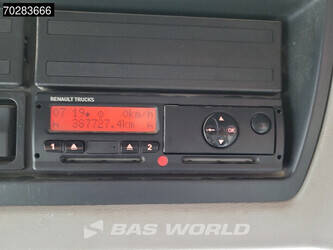 70283666
RENAULT TRUCKS
07 19 0km/h
A 387727.4km A
1 2
OK
BAS WORLD